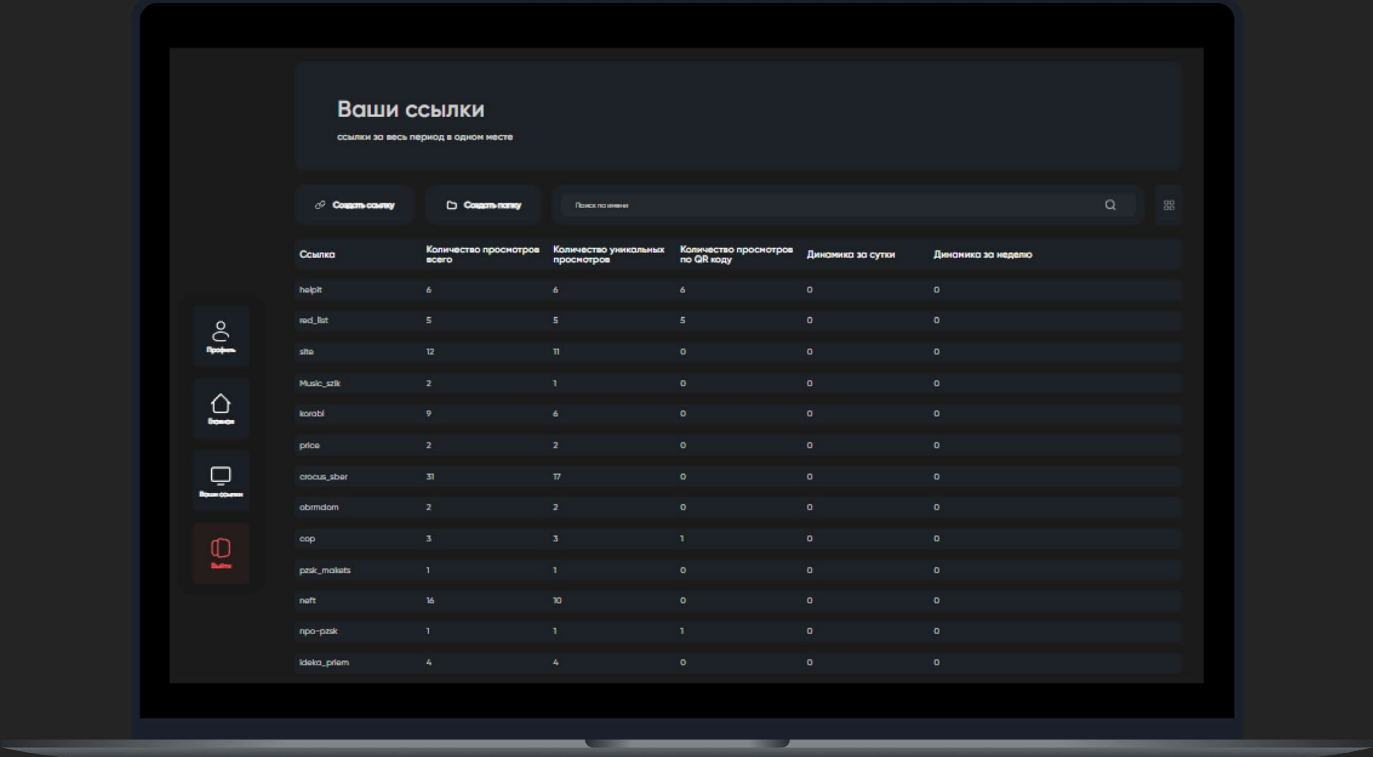 Ваши ссылки
ссылки за весь период в одном месте
Создать ссылку Создать папку Поиск по имени
Ссылка Количество просмотров всего Количество уникальных просмотров Количество просмотров по QR коду Динамика за сутки Динамика за неделю
helpit 6 6 6 0 0
red_list 5 5 5 0 0
site 12 11 0 0 0
Music_szik 2 1 0 0 0
korabl 9 6 0 0 0
price 2 2 0 0 0
crocus_sber 31 17 0 0 0
obrmdom 2 2 0 0 0
cop 3 3 1 0 0
pzsk_makets 1 1 0 0 0
neft 16 10 0 0 0
npo-pzsk 1 1 1 0 0
Ideka_priem 4 4 0 0 0
Профиль
Главная
Ваши ссылки
Выйти